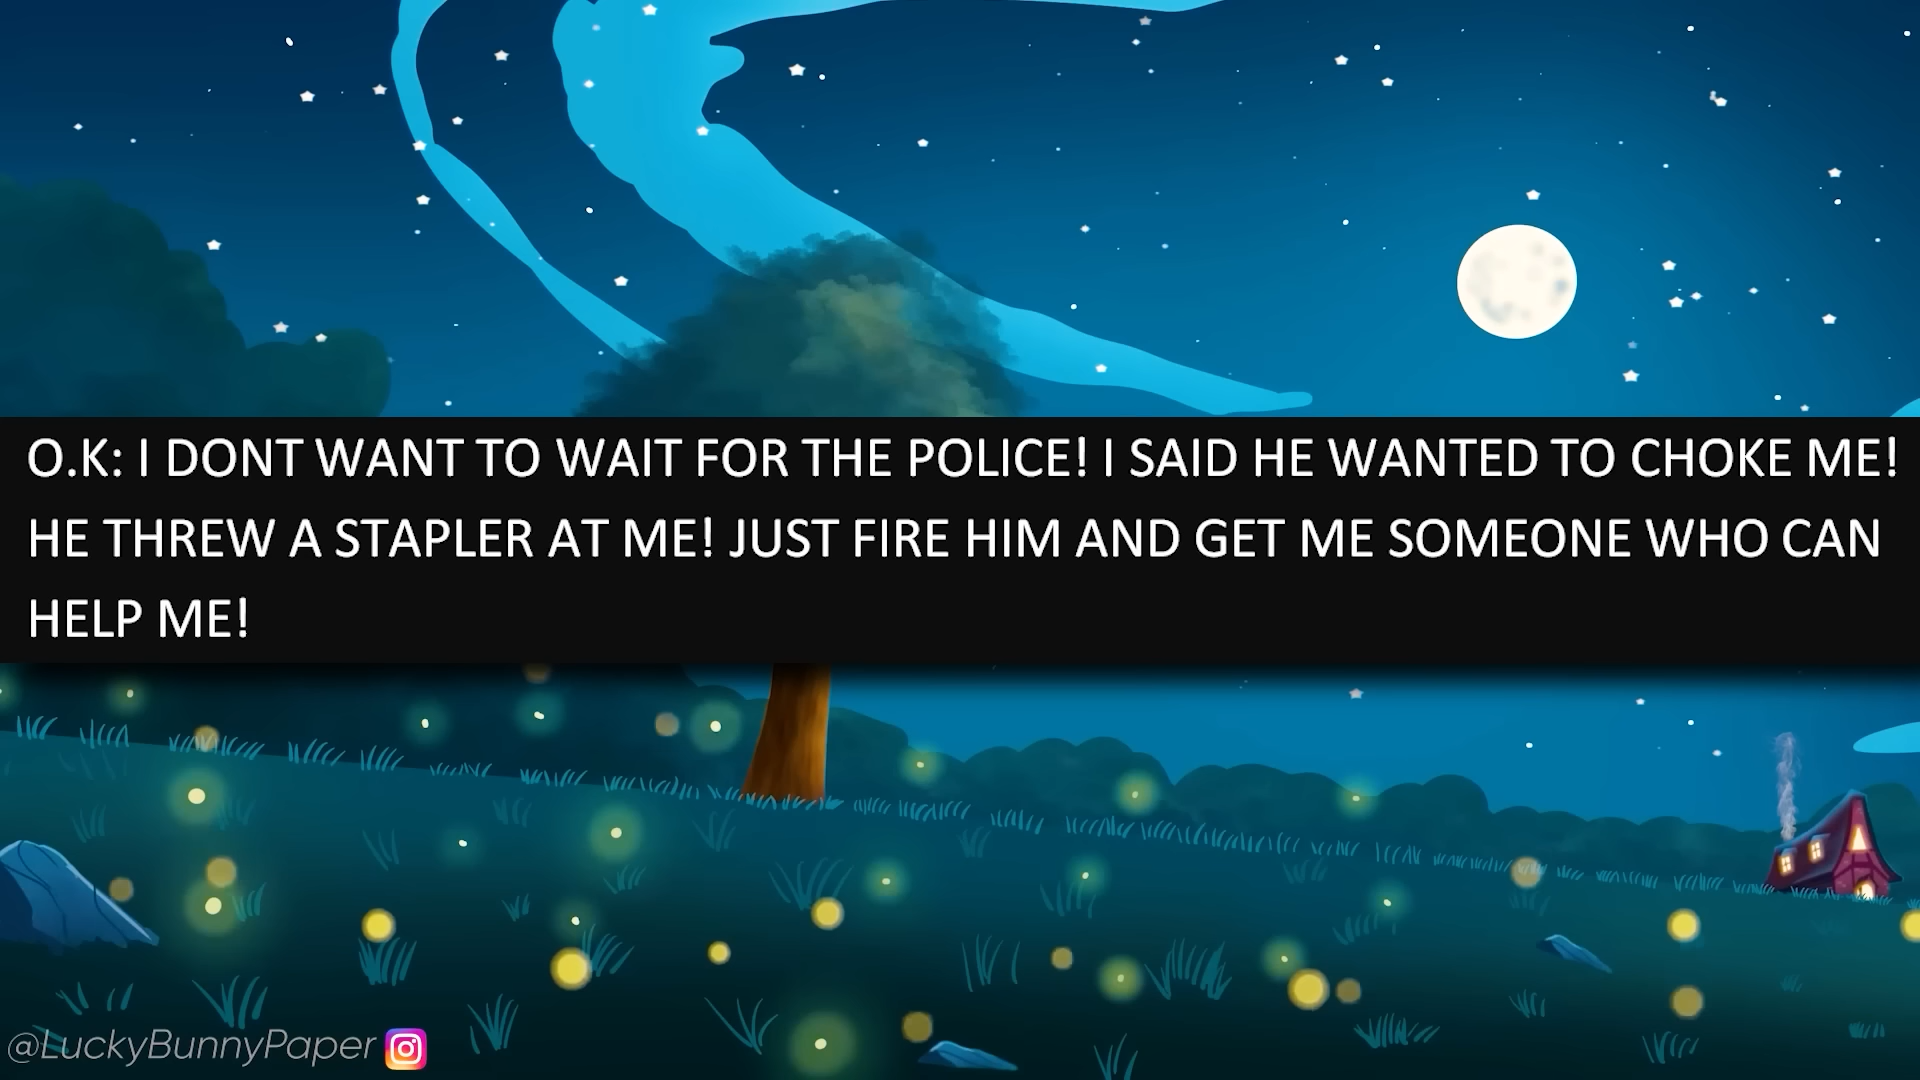 O.K: I DONT WANT TO WAIT FOR THE POLICE! I SAID HE WANTED TO CHOKE ME!
HE THREW A STAPLER AT ME! JUST FIRE HIM AND GET ME SOMEONE WHO CAN
HELP ME!
@LuckyBunnyPaper